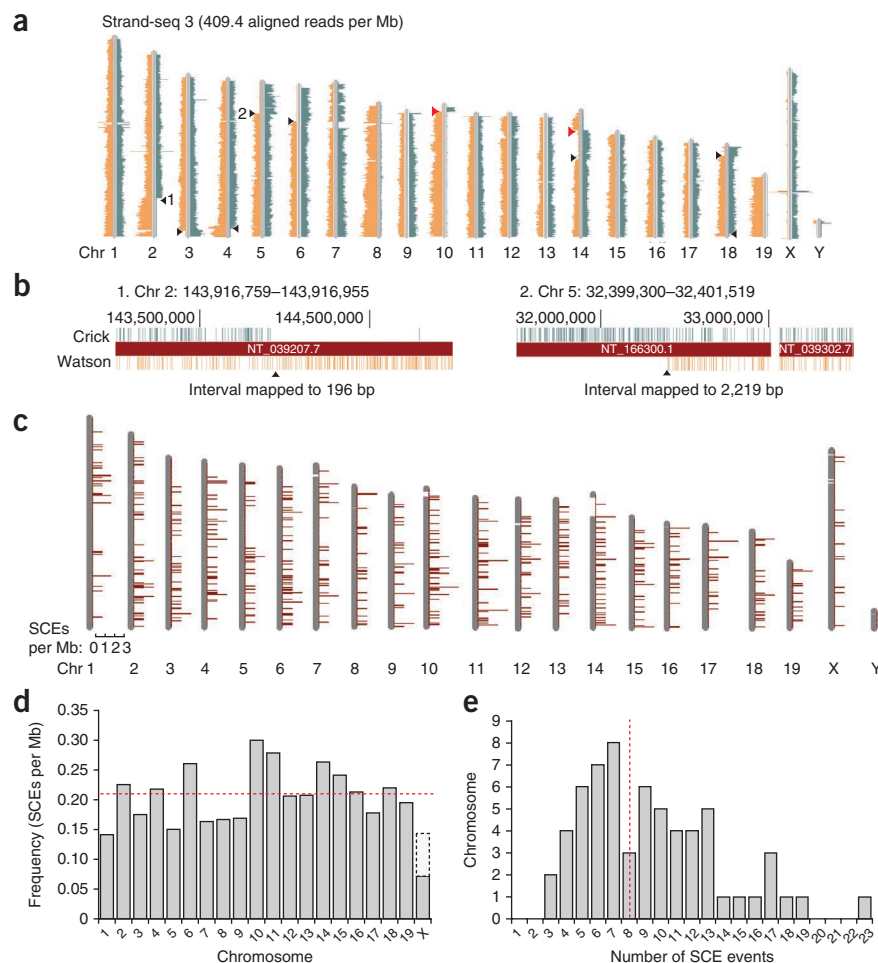 a
Strand-seq 3 (409.4 aligned reads per Mb)
1
2
Chr 1 2 3 4 5 6 7 8 9 10 11 12 13 14 15 16 17 18 19 X Y
b
1. Chr 2: 143,916,759–143,916,955
143,500,000 144,500,000
Crick
NT_039207.7
Watson
Interval mapped to 196 bp
2. Chr 5: 32,399,300–32,401,519
32,000,000 33,000,000
NT_166300.1 NT_039302.7
Interval mapped to 2,219 bp
c
SCEs
per Mb: 0 1 2 3
Chr 1 2 3 4 5 6 7 8 9 10 11 12 13 14 15 16 17 18 19 X Y
d
Frequency (SCEs per Mb)
0.35
0.30
0.25
0.20
0.15
0.10
0.05
0
1 2 3 4 5 6 7 8 9 10 11 12 13 14 15 16 17 18 19 X
Chromosome
e
Chromosome
9
8
7
6
5
4
3
2
1
0
1 2 3 4 5 6 7 8 9 10 11 12 13 14 15 16 17 18 19 20 21 22 23
Number of SCE events